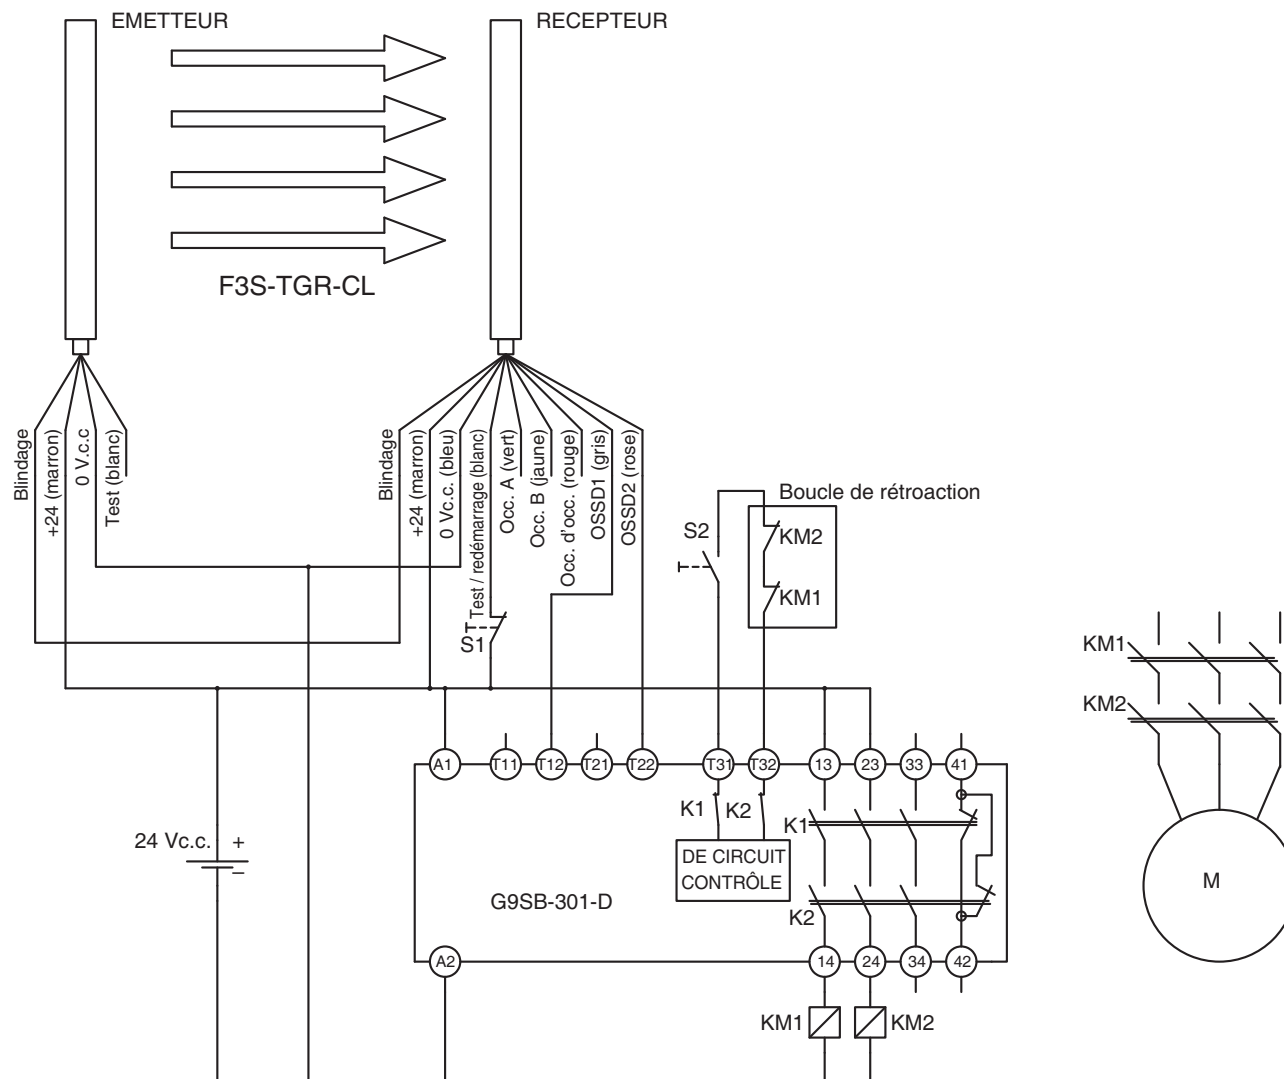 EMETTEUR
RECEPTEUR
F3S-TGR-CL
Blindage
+24 (marron)
0 V.c.c
Test (blanc)
Blindage
+24 (marron)
0 Vc.c. (bleu)
Test / redémarrage (blanc)
Occ. A (vert)
Occ. B (jaune)
Occ. d'occ. (rouge)
OSSD1 (gris)
OSSD2 (rose)
Boucle de rétroaction
S2
KM2
KM1
S1
KM1
KM2
M
A1
T11
T12
T21
T22
T31
T32
13
23
33
41
K1
K2
K1
DE CIRCUIT
CONTRÔLE
24 Vc.c.
+
–
G9SB-301-D
K2
A2
14
24
34
42
KM1
KM2